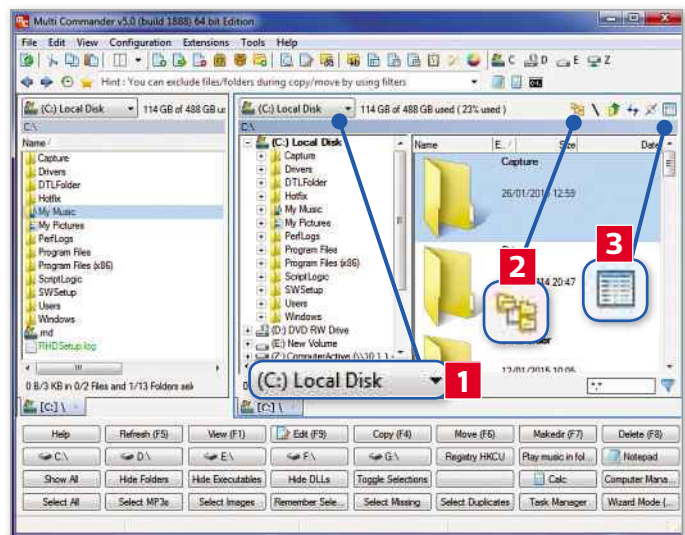 Multi Commander v5.0 (build 1888) 64 bit Edition
File Edit View Configuration Extensions Tools Help
C D E Z
Hint : You can exclude files/folders during copy/move by using filters
(C:) Local Disk 114 GB of 488 GB us
C:\
Name
Capture
Drivers
DTLFolder
Hotfix
My Music
My Pictures
PerfLogs
Program Files
Program Files (x86)
ScriptLogic
SWSetup
Users
Windows
md
RHDSetup.log
0 B/3 KB in 0/2 Files and 1/13 Folders sele
[C:] \
(C:) Local Disk 114 GB of 488 GB used ( 23% used )
C:\
(C:) Local Disk
Capture
Drivers
DTLFolder
Hotfix
My Music
My Pictures
PerfLogs
Program Files
Program Files (x86)
ScriptLogic
SWSetup
Users
Windows
(D:) DVD RW Drive
(E:) New Volume
(Z:) ComputerActive
Name E.. Size Date
Capture
26/01/2015 12:59
20:47
12/01/2015 10:05
2
3
(C:) Local Disk
1
*.*
[C:] \
Help Refresh (F5) View (F1) Edit (F9) Copy (F4) Move (F6) Makedir (F7) Delete (F8)
C:\ D:\ E:\ F:\ G:\ Registry HKCU Play music in fol... Notepad
Show All Hide Folders Hide Executables Hide DLLs Toggle Selections Calc Computer Mana...
Select All Select MP3s Select Images Remember Sele... Select Missing Select Duplicates Task Manager Wizard Mode (...